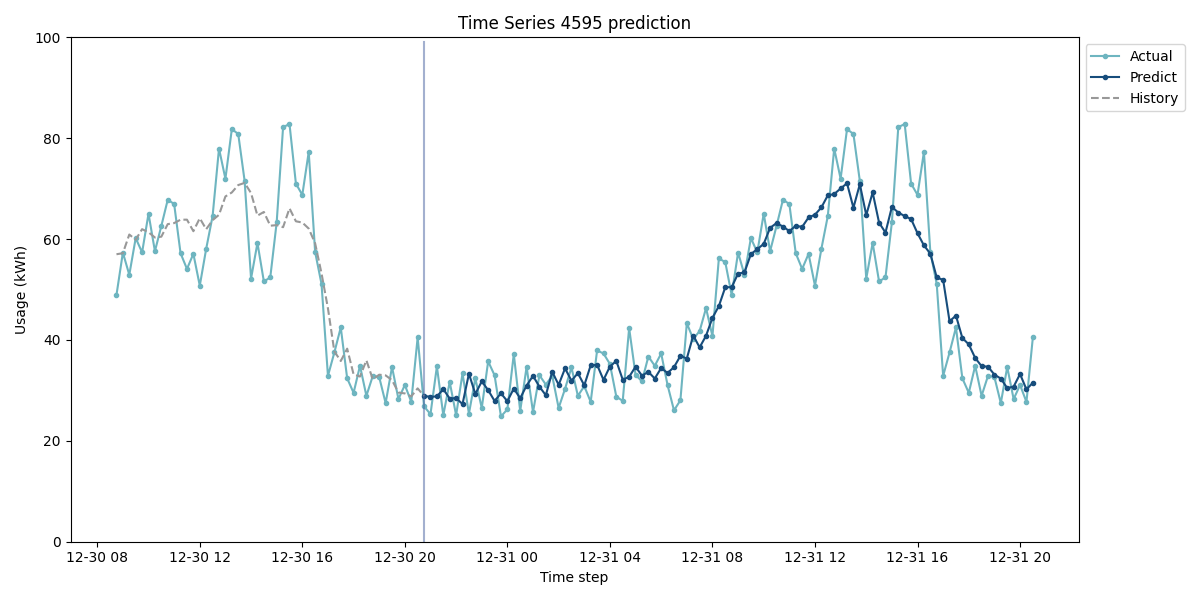 Time Series 4595 prediction
100
80
60
40
20
0
Usage (kWh)
12-30 08
12-30 12
12-30 16
12-30 20
12-31 00
12-31 04
12-31 08
12-31 12
12-31 16
12-31 20
Time step
Actual
Predict
History